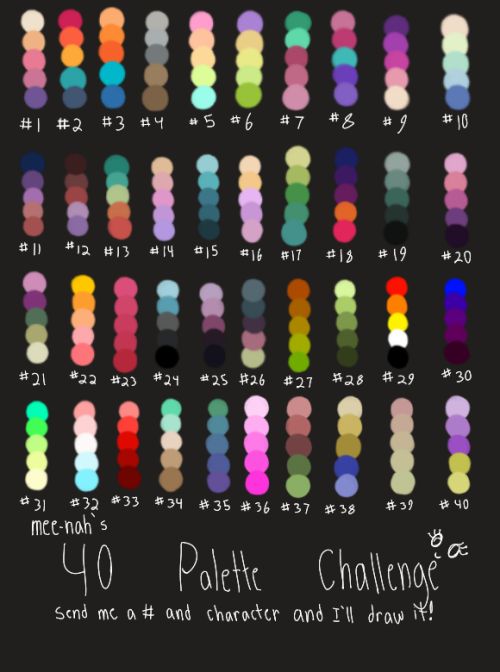 #1 #2 #3 #4 #5 #6 #7 #8 #9 #10
#11 #12 #13 #14 #15 #16 #17 #18 #19 #20
#21 #22 #23 #24 #25 #26 #27 #28 #29 #30
#31 #32 #33 #34 #35 #36 #37 #38 #39 #40
mee-nah's
40 Palette Challenge
send me a # and character and I'll draw it!